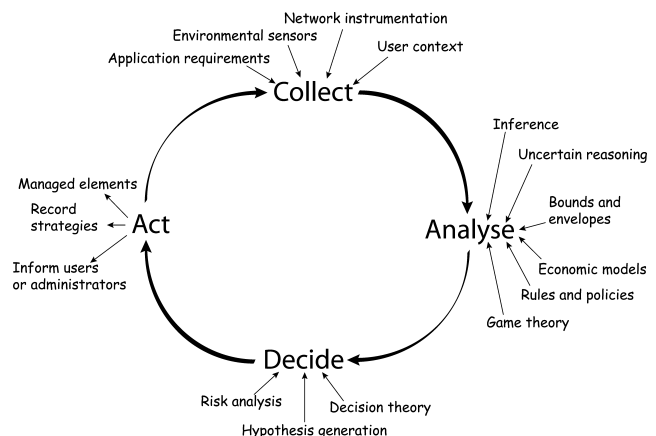 Network instrumentation
Environmental sensors
User context
Application requirements
Collect
Inference
Uncertain reasoning
Managed elements
Bounds and
envelopes
Record
strategies
Act
Analyse
Economic models
Inform users
or administrators
Rules and policies
Game theory
Decide
Risk analysis
Decision theory
Hypothesis generation